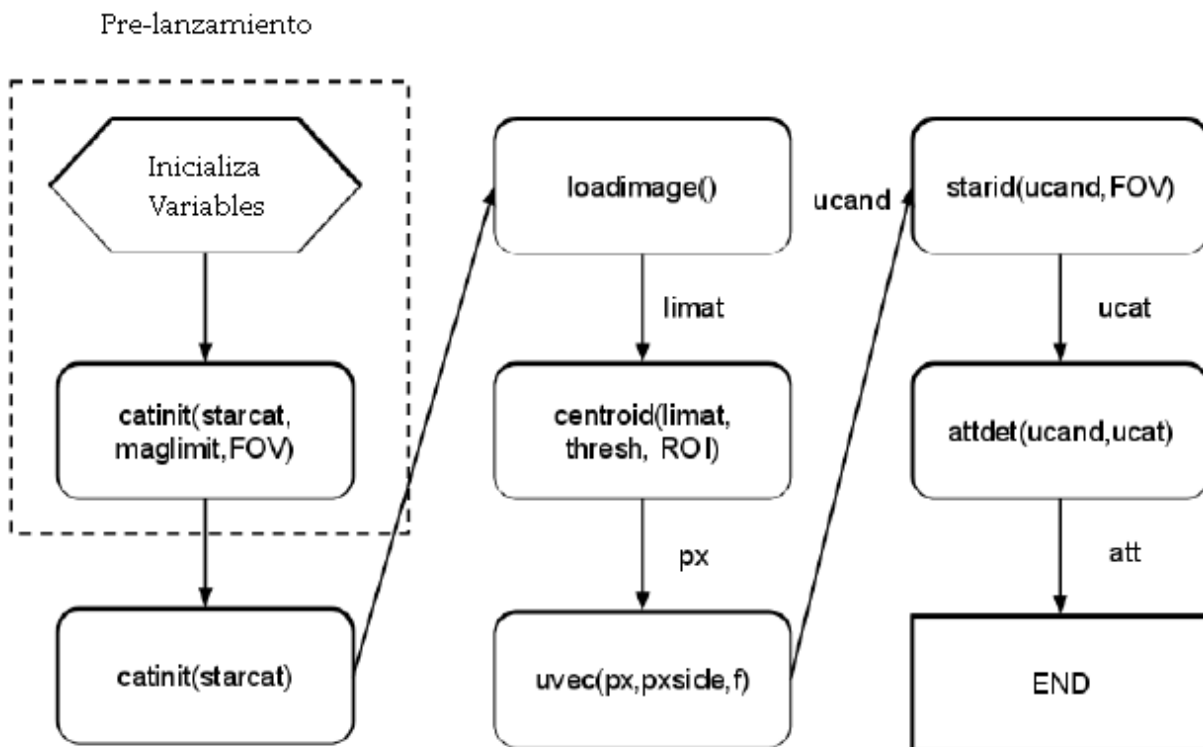 Pre-lanzamiento
Inicializa
Variables
catinit(starcat,
maglimit,FOV)
catinit(starcat)
loadimage()
limat
centroid(limat,
thresh, ROI)
px
uvec(px,pxside,f)
ucand
starid(ucand,FOV)
ucat
attdet(ucand,ucat)
att
END